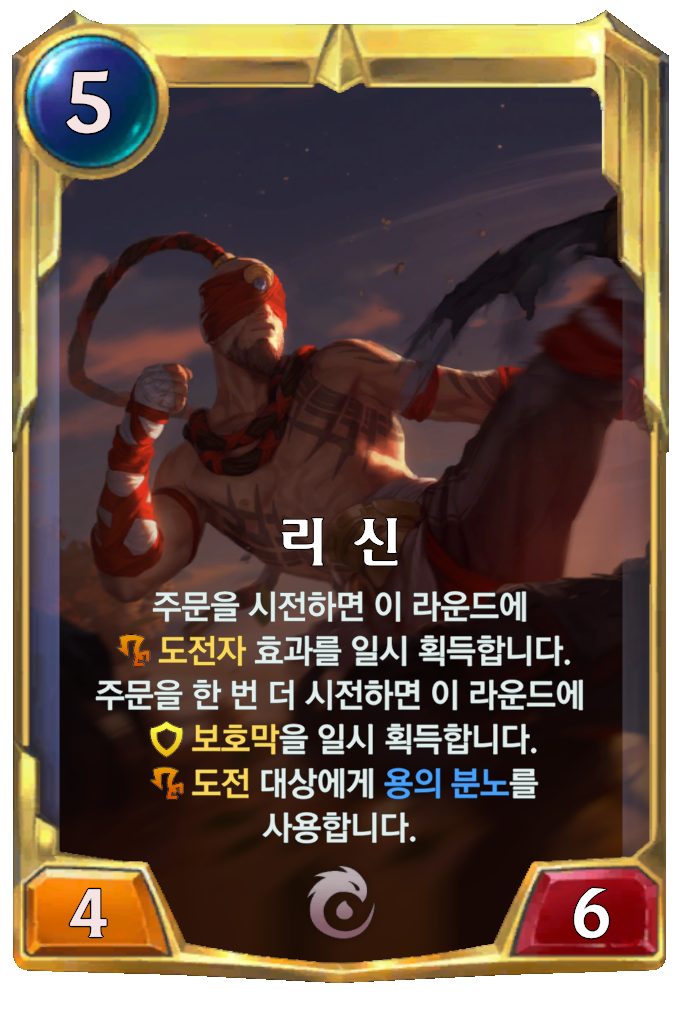 5
리 신
주문을 시전하면 이 라운드에
도전자 효과를 일시 획득합니다.
주문을 한 번 더 시전하면 이 라운드에
보호막을 일시 획득합니다.
도전 대상에게 용의 분노를
사용합니다.
4
6